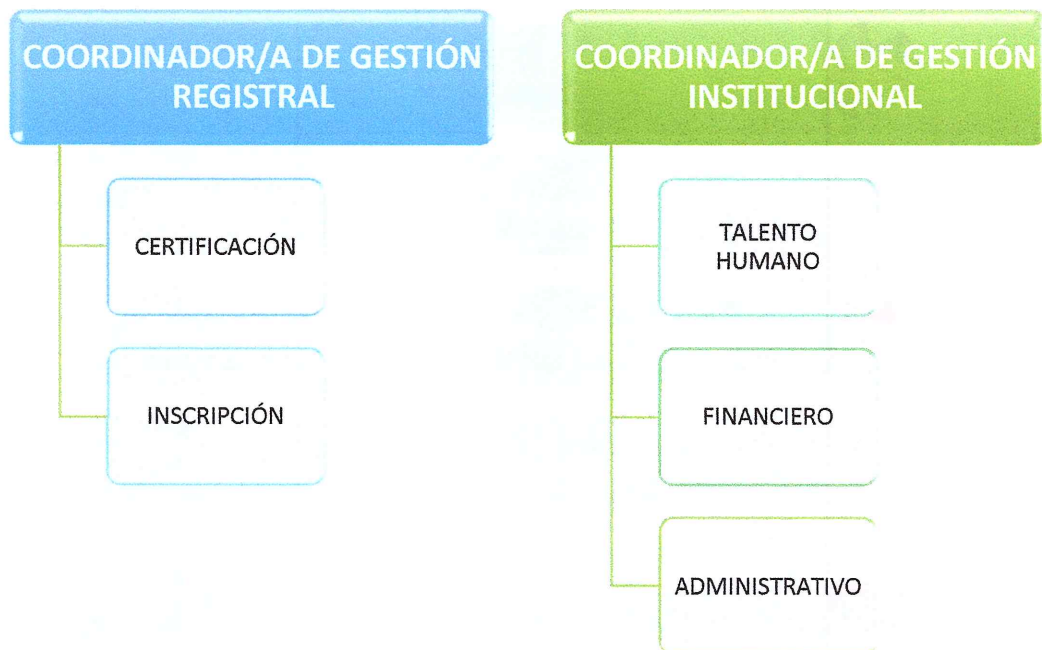 COORDINADOR/A DE GESTIÓN
REGISTRAL
CERTIFICACIÓN
INSCRIPCIÓN
COORDINADOR/A DE GESTIÓN
INSTITUCIONAL
TALENTO
HUMANO
FINANCIERO
ADMINISTRATIVO